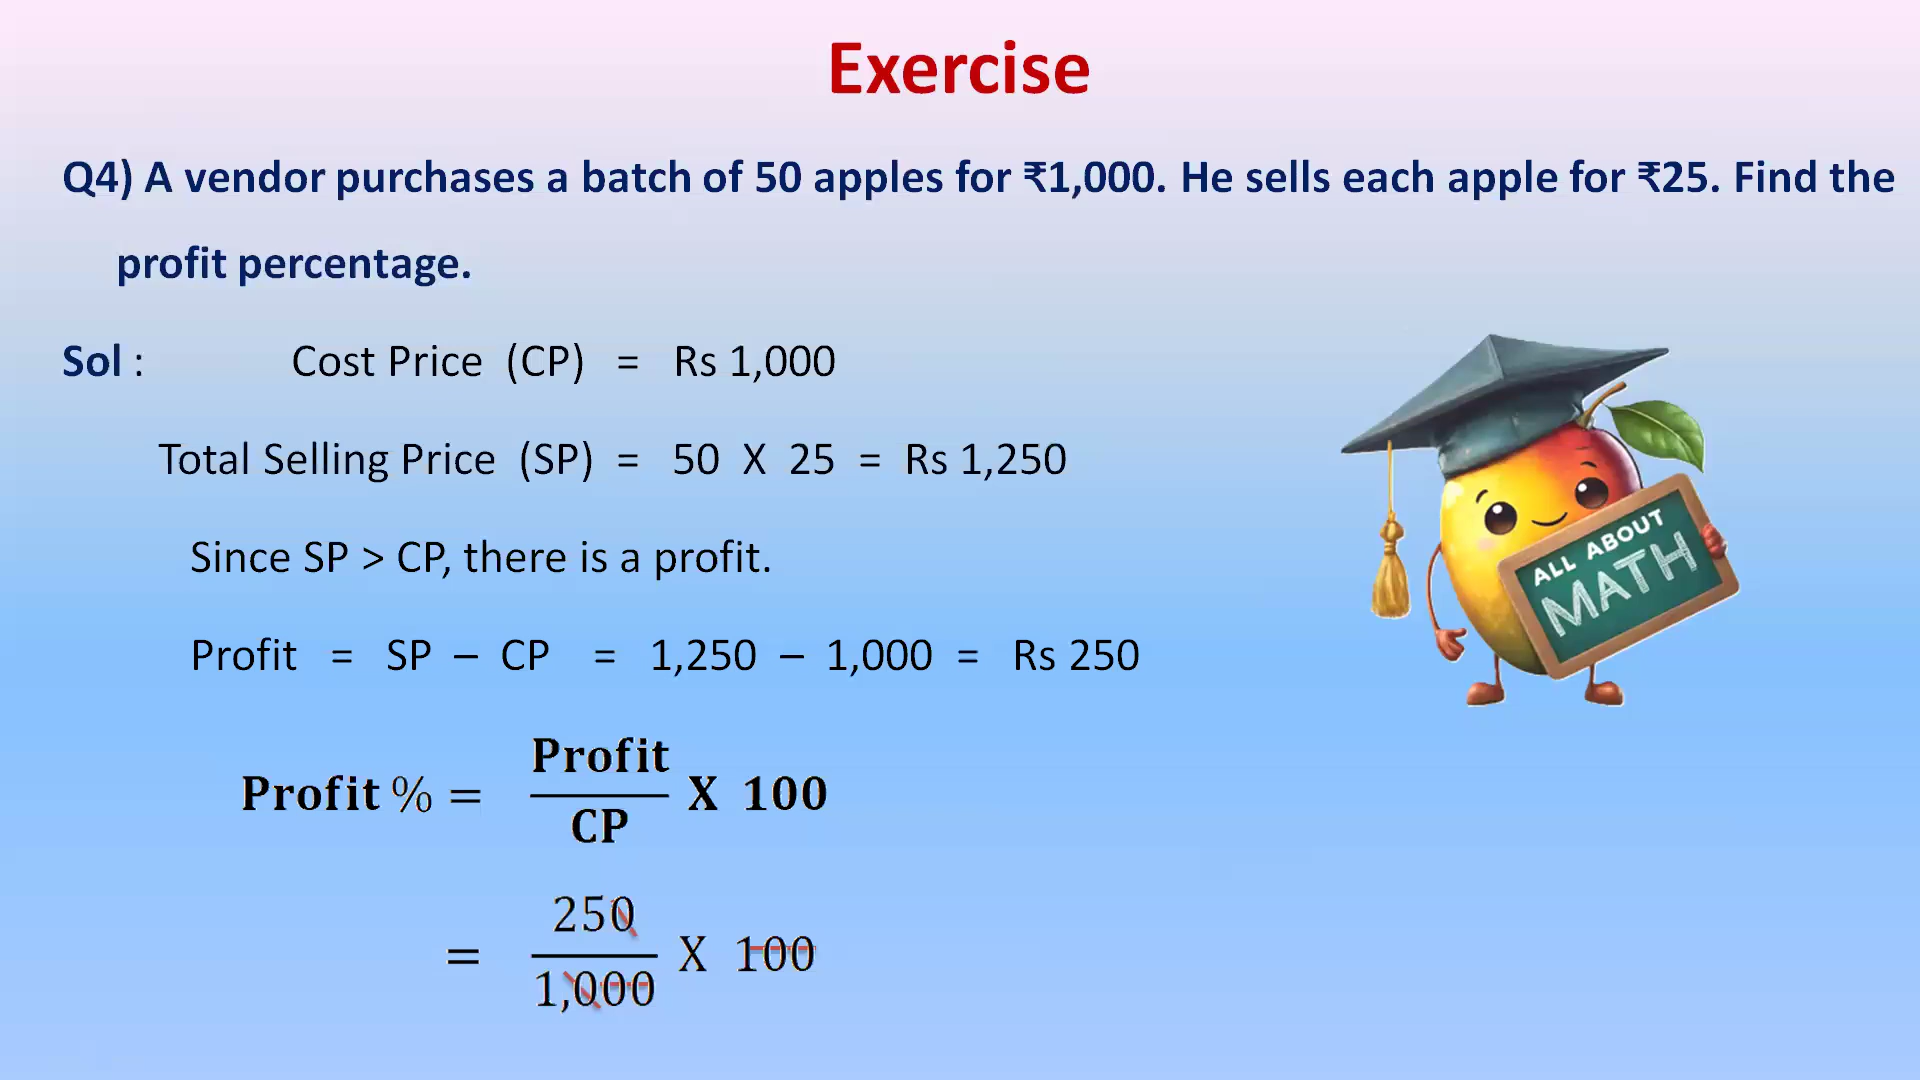 Exercise
Q4) A vendor purchases a batch of 50 apples for ₹1,000. He sells each apple for ₹25. Find the
profit percentage.
Sol : Cost Price (CP) = Rs 1,000
Total Selling Price (SP) = 50 X 25 = Rs 1,250
Since SP > CP, there is a profit.
Profit = SP – CP = 1,250 – 1,000 = Rs 250
Profit % = Profit/CP X 100
= 250/1,000 X 100
ALL ABOUT
MATH